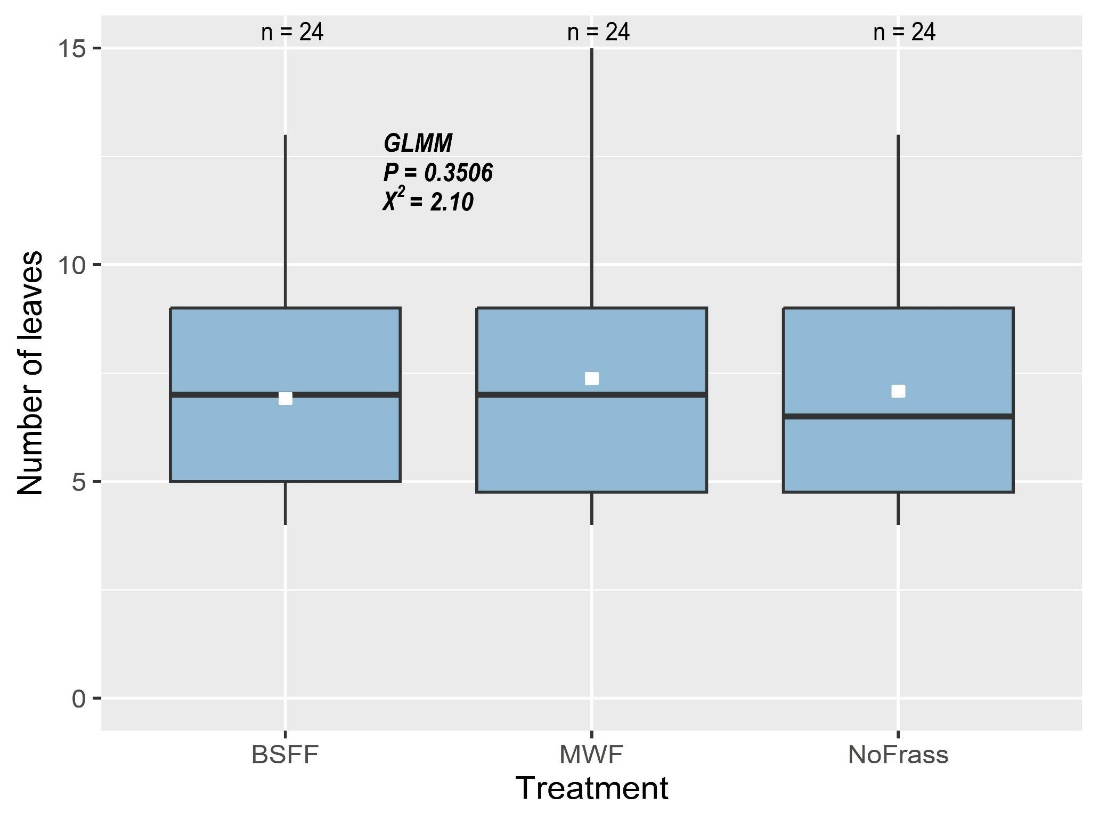 n = 24
n = 24
n = 24
15
GLMM
P = 0.3506
X² = 2.10
10
5
0
Number of leaves
BSFF
MWF
NoFrass
Treatment